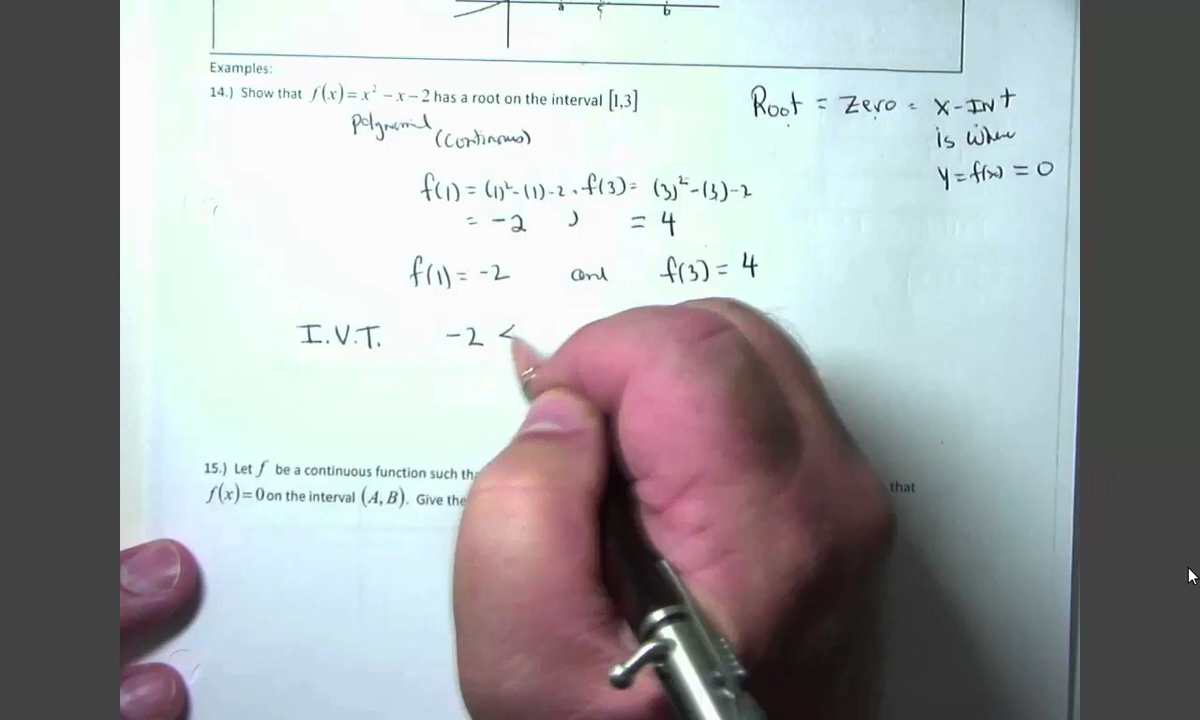 a c b
Examples:
14.) Show that f(x) = x² − x − 2 has a root on the interval [1,3]
Root = Zero = x-INT
polynomial (continuous)
is when
y = f(x) = 0
f(1) = (1)²-(1)-2, f(3) = (3)²-(3)-2
= -2 , = 4
f(1) = -2 and f(3) = 4
I.V.T. -2 <
15.) Let f be a continuous function such that
f(x)=0 on the interval (A,B). Give the